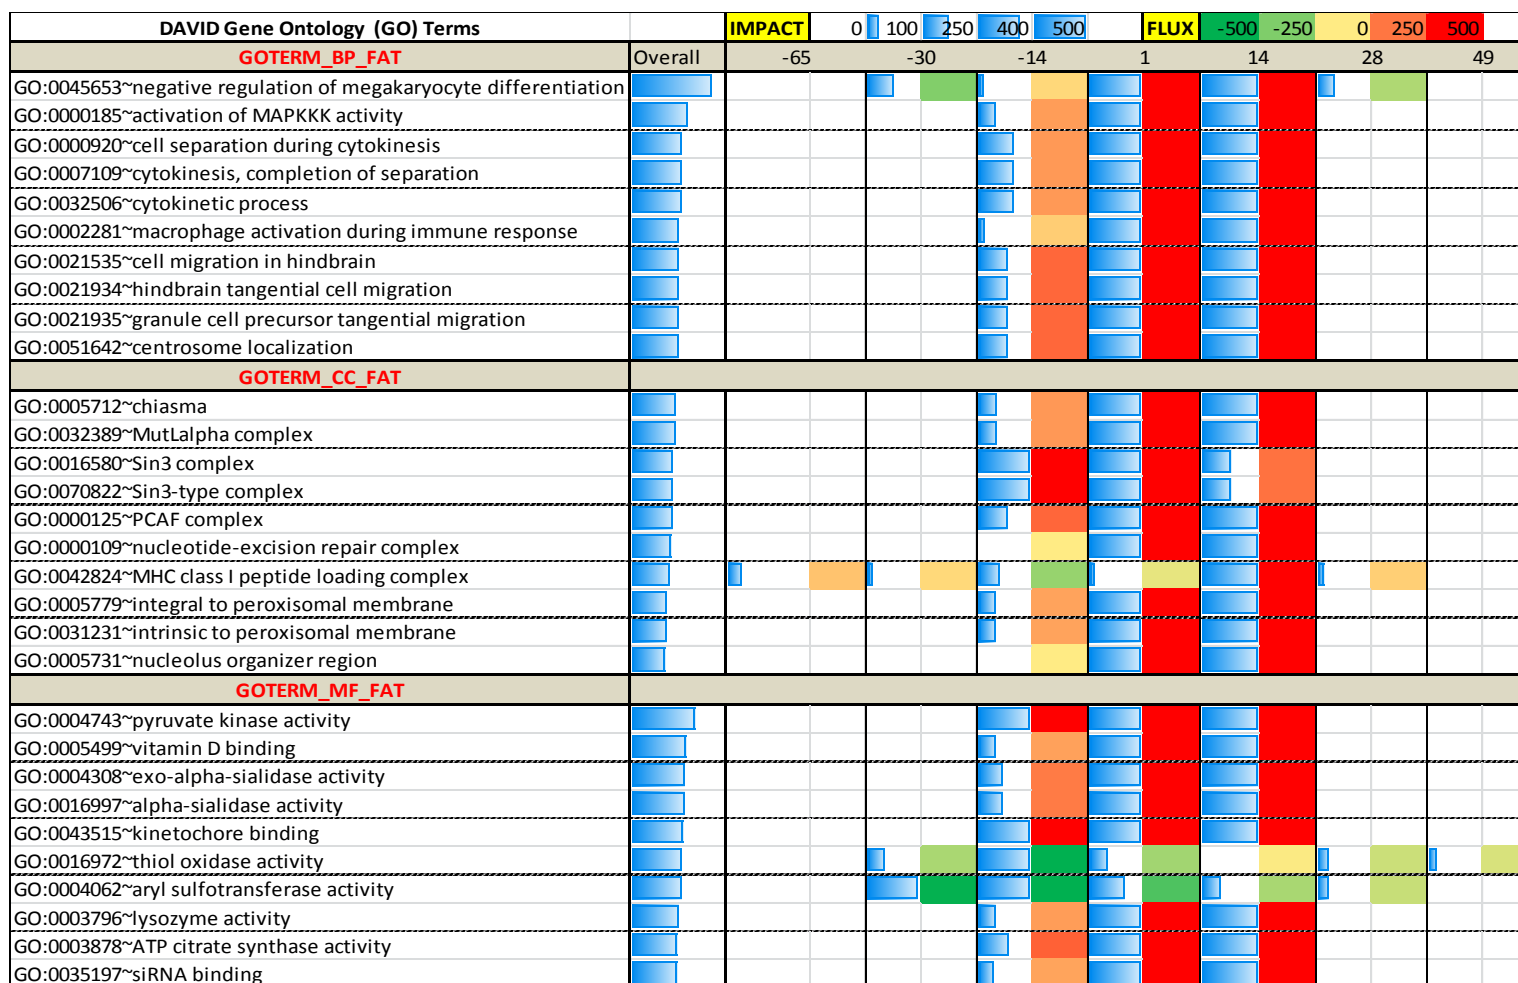 DAVID Gene Ontology (GO) Terms IMPACT 0 100 250 400 500 FLUX -500 -250 0 250 500
GOTERM_BP_FAT Overall -65 -30 -14 1 14 28 49
GO:0045653~negative regulation of megakaryocyte differentiation
GO:0000185~activation of MAPKKK activity
GO:0000920~cell separation during cytokinesis
GO:0007109~cytokinesis, completion of separation
GO:0032506~cytokinetic process
GO:0002281~macrophage activation during immune response
GO:0021535~cell migration in hindbrain
GO:0021934~hindbrain tangential cell migration
GO:0021935~granule cell precursor tangential migration
GO:0051642~centrosome localization
GOTERM_CC_FAT
GO:0005712~chiasma
GO:0032389~MutLalpha complex
GO:0016580~Sin3 complex
GO:0070822~Sin3-type complex
GO:0000125~PCAF complex
GO:0000109~nucleotide-excision repair complex
GO:0042824~MHC class I peptide loading complex
GO:0005779~integral to peroxisomal membrane
GO:0031231~intrinsic to peroxisomal membrane
GO:0005731~nucleolus organizer region
GOTERM_MF_FAT
GO:0004743~pyruvate kinase activity
GO:0005499~vitamin D binding
GO:0004308~exo-alpha-sialidase activity
GO:0016997~alpha-sialidase activity
GO:0043515~kinetochore binding
GO:0016972~thiol oxidase activity
GO:0004062~aryl sulfotransferase activity
GO:0003796~lysozyme activity
GO:0003878~ATP citrate synthase activity
GO:0035197~siRNA binding